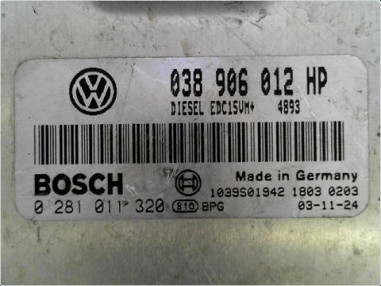 038 906 012 HP
DIESEL EDC15VM+ 4893
BOSCH
Made in Germany
1039S01942 1803 0203
0 281 011 320 810 BPG
03-11-24